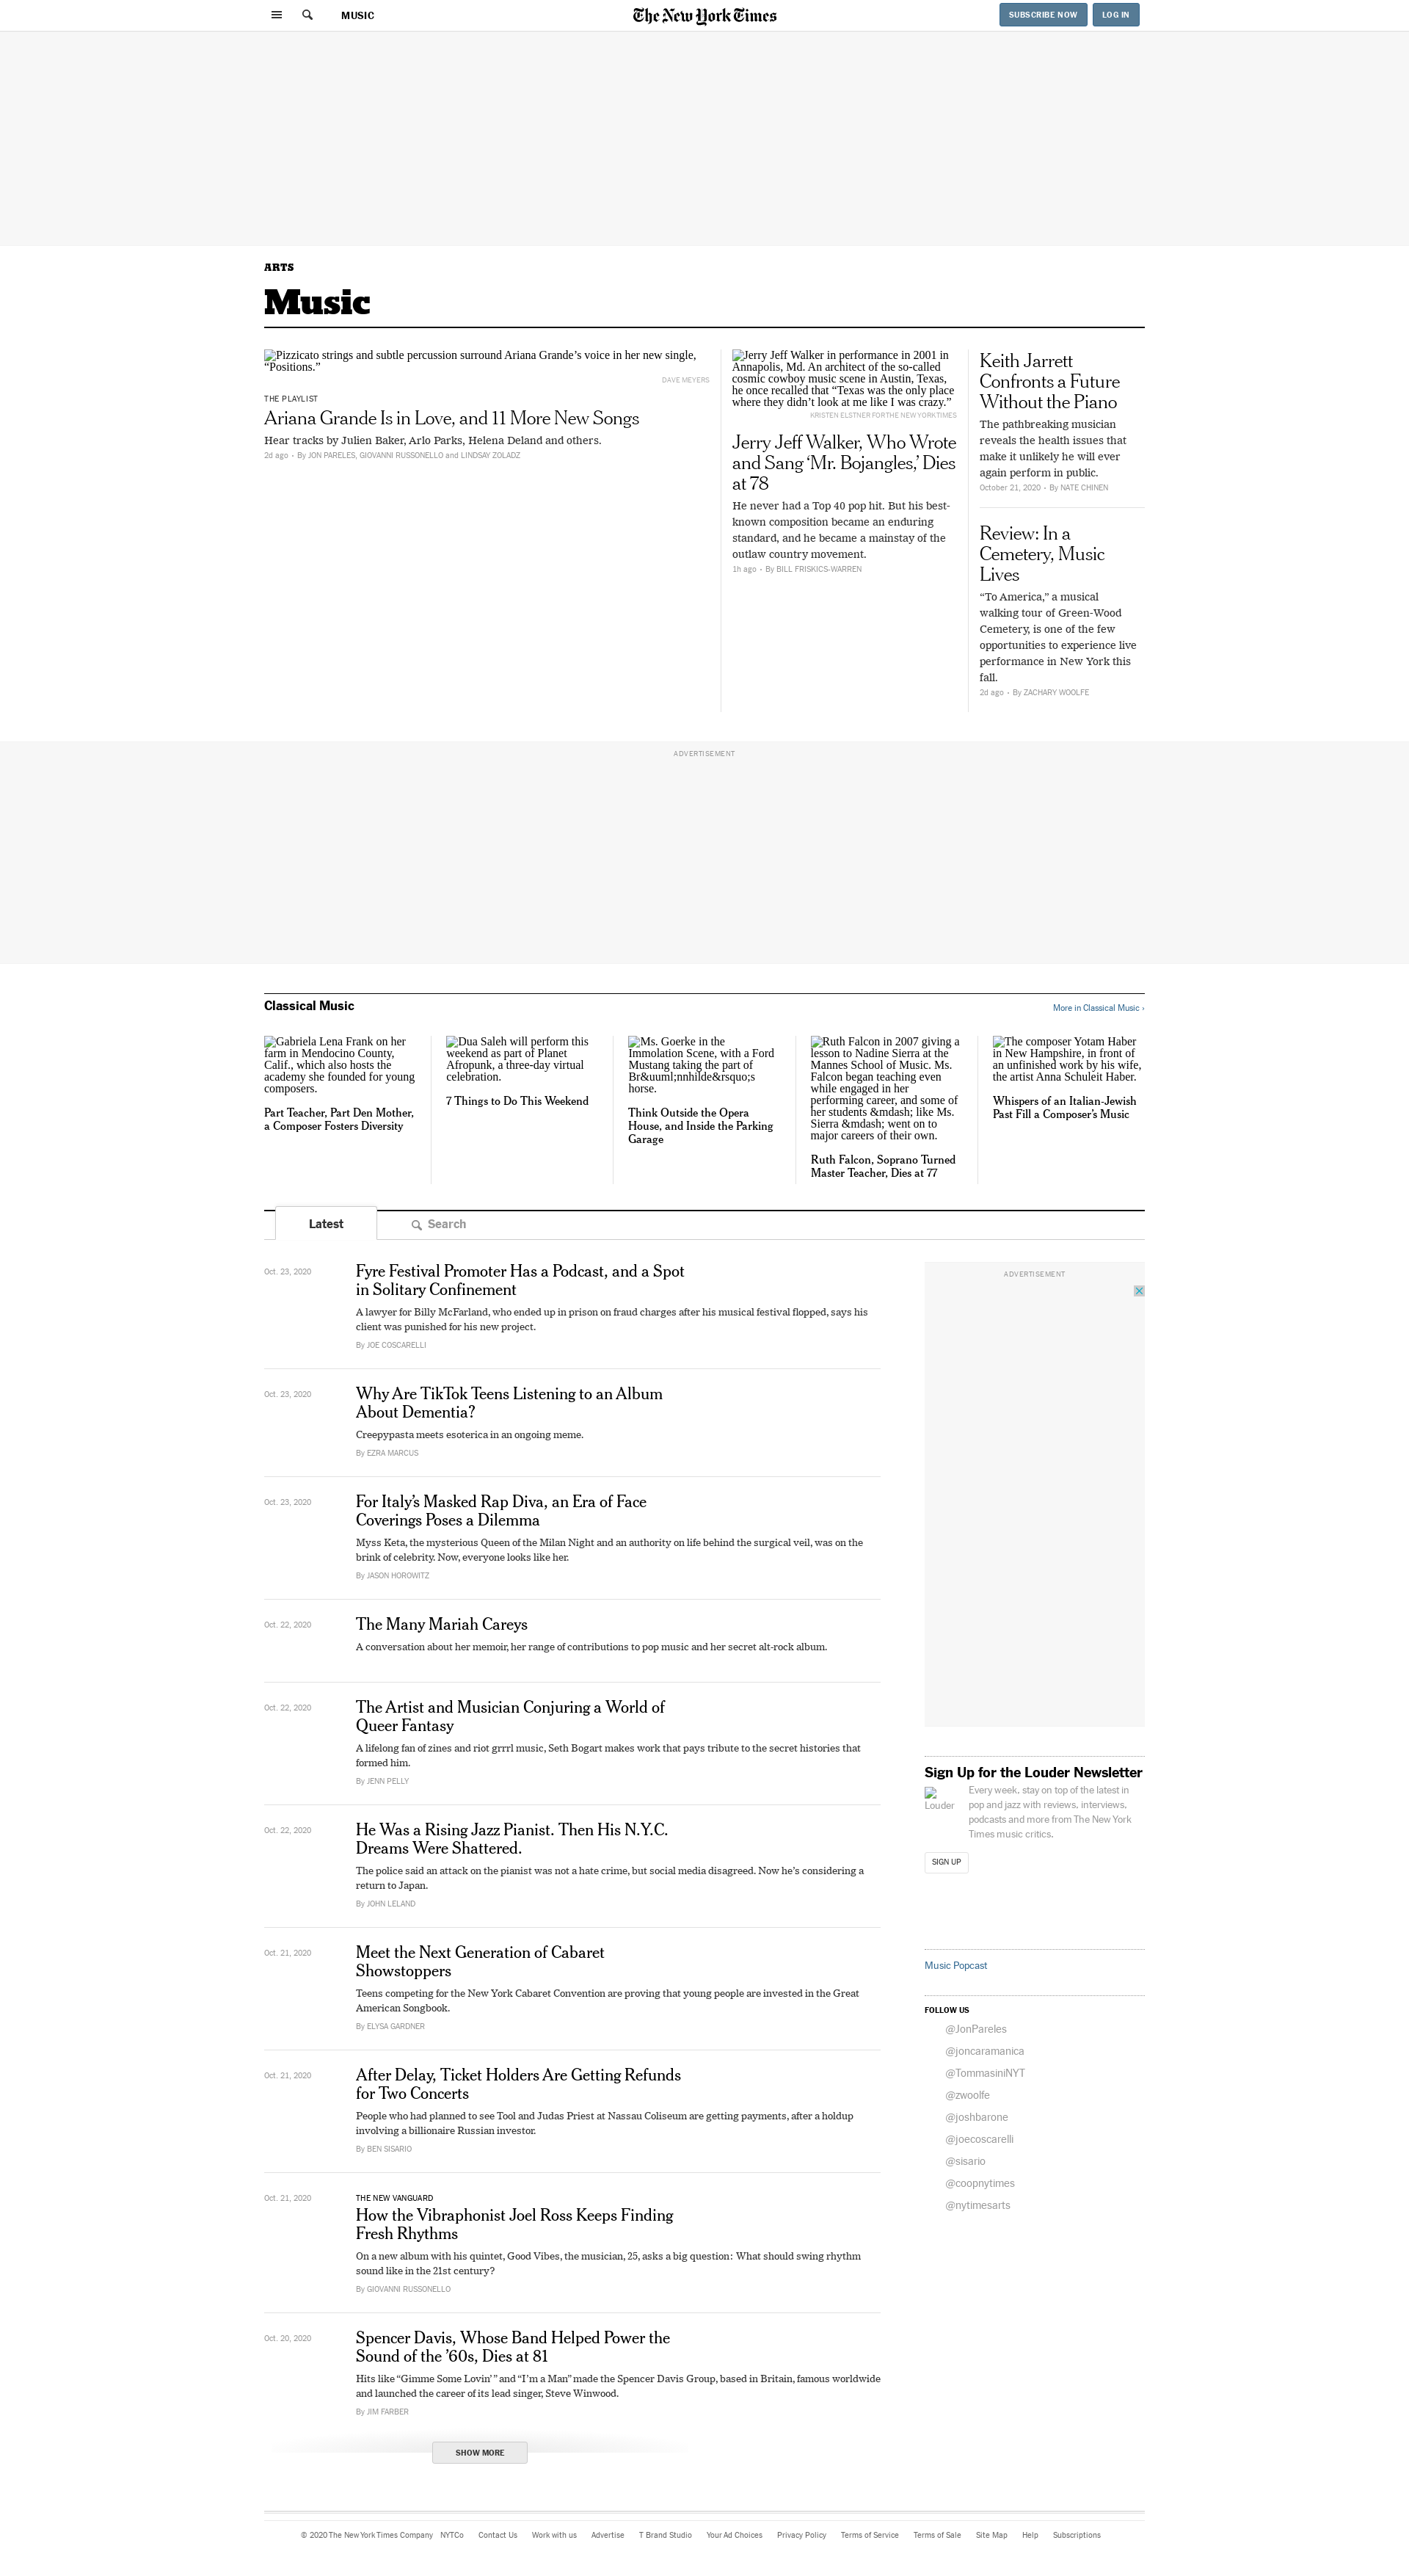 MUSIC
The New York Times
SUBSCRIBE NOW
LOG IN
ARTS
Music
Pizzicato strings and subtle percussion surround Ariana Grande’s voice in her new single,
“Positions.”
DAVE MEYERS
THE PLAYLIST
Ariana Grande Is in Love, and 11 More New Songs
Hear tracks by Julien Baker, Arlo Parks, Helena Deland and others.
2d ago • By JON PARELES, GIOVANNI RUSSONELLO and LINDSAY ZOLADZ
Jerry Jeff Walker in performance in 2001 in
Annapolis, Md. An architect of the so-called
cosmic cowboy music scene in Austin, Texas,
he once recalled that “Texas was the only place
where they didn’t look at me like I was crazy.”
KRISTEN ELSTNER FOR THE NEW YORK TIMES
Jerry Jeff Walker, Who Wrote
and Sang ‘Mr. Bojangles,’ Dies
at 78
He never had a Top 40 pop hit. But his best-
known composition became an enduring
standard, and he became a mainstay of the
outlaw country movement.
1h ago • By BILL FRISKICS-WARREN
Keith Jarrett
Confronts a Future
Without the Piano
The pathbreaking musician
reveals the health issues that
make it unlikely he will ever
again perform in public.
October 21, 2020 • By NATE CHINEN
Review: In a
Cemetery, Music
Lives
“To America,” a musical
walking tour of Green-Wood
Cemetery, is one of the few
opportunities to experience live
performance in New York this
fall.
2d ago • By ZACHARY WOOLFE
ADVERTISEMENT
Classical Music
More in Classical Music ›
Gabriela Lena Frank on her
farm in Mendocino County,
Calif., which also hosts the
academy she founded for young
composers.
Part Teacher, Part Den Mother,
a Composer Fosters Diversity
Dua Saleh will perform this
weekend as part of Planet
Afropunk, a three-day virtual
celebration.
7 Things to Do This Weekend
Ms. Goerke in the
Immolation Scene, with a Ford
Mustang taking the part of
Br&uuml;nnhilde&rsquo;s
horse.
Think Outside the Opera
House, and Inside the Parking
Garage
Ruth Falcon in 2007 giving a
lesson to Nadine Sierra at the
Mannes School of Music. Ms.
Falcon began teaching even
while engaged in her
performing career, and some of
her students &mdash; like Ms.
Sierra &mdash; went on to
major careers of their own.
Ruth Falcon, Soprano Turned
Master Teacher, Dies at 77
The composer Yotam Haber
in New Hampshire, in front of
an unfinished work by his wife,
the artist Anna Schuleit Haber.
Whispers of an Italian-Jewish
Past Fill a Composer’s Music
Latest
Search
Oct. 23, 2020
Fyre Festival Promoter Has a Podcast, and a Spot
in Solitary Confinement
A lawyer for Billy McFarland, who ended up in prison on fraud charges after his musical festival flopped, says his
client was punished for his new project.
By JOE COSCARELLI
Oct. 23, 2020
Why Are TikTok Teens Listening to an Album
About Dementia?
Creepypasta meets esoterica in an ongoing meme.
By EZRA MARCUS
Oct. 23, 2020
For Italy’s Masked Rap Diva, an Era of Face
Coverings Poses a Dilemma
Myss Keta, the mysterious Queen of the Milan Night and an authority on life behind the surgical veil, was on the
brink of celebrity. Now, everyone looks like her.
By JASON HOROWITZ
Oct. 22, 2020
The Many Mariah Careys
A conversation about her memoir, her range of contributions to pop music and her secret alt-rock album.
Oct. 22, 2020
The Artist and Musician Conjuring a World of
Queer Fantasy
A lifelong fan of zines and riot grrrl music, Seth Bogart makes work that pays tribute to the secret histories that
formed him.
By JENN PELLY
Oct. 22, 2020
He Was a Rising Jazz Pianist. Then His N.Y.C.
Dreams Were Shattered.
The police said an attack on the pianist was not a hate crime, but social media disagreed. Now he’s considering a
return to Japan.
By JOHN LELAND
Oct. 21, 2020
Meet the Next Generation of Cabaret
Showstoppers
Teens competing for the New York Cabaret Convention are proving that young people are invested in the Great
American Songbook.
By ELYSA GARDNER
Oct. 21, 2020
After Delay, Ticket Holders Are Getting Refunds
for Two Concerts
People who had planned to see Tool and Judas Priest at Nassau Coliseum are getting payments, after a holdup
involving a billionaire Russian investor.
By BEN SISARIO
Oct. 21, 2020
THE NEW VANGUARD
How the Vibraphonist Joel Ross Keeps Finding
Fresh Rhythms
On a new album with his quintet, Good Vibes, the musician, 25, asks a big question: What should swing rhythm
sound like in the 21st century?
By GIOVANNI RUSSONELLO
Oct. 20, 2020
Spencer Davis, Whose Band Helped Power the
Sound of the ’60s, Dies at 81
Hits like “Gimme Some Lovin’ ” and “I’m a Man” made the Spencer Davis Group, based in Britain, famous worldwide
and launched the career of its lead singer, Steve Winwood.
By JIM FARBER
SHOW MORE
ADVERTISEMENT
Sign Up for the Louder Newsletter
Louder
Every week, stay on top of the latest in
pop and jazz with reviews, interviews,
podcasts and more from The New York
Times music critics.
SIGN UP
Music Popcast
FOLLOW US
@JonPareles
@joncaramanica
@TommasiniNYT
@zwoolfe
@joshbarone
@joecoscarelli
@sisario
@coopnytimes
@nytimesarts
© 2020 The New York Times Company NYTCo Contact Us Work with us Advertise T Brand Studio Your Ad Choices Privacy Policy Terms of Service Terms of Sale Site Map Help Subscriptions